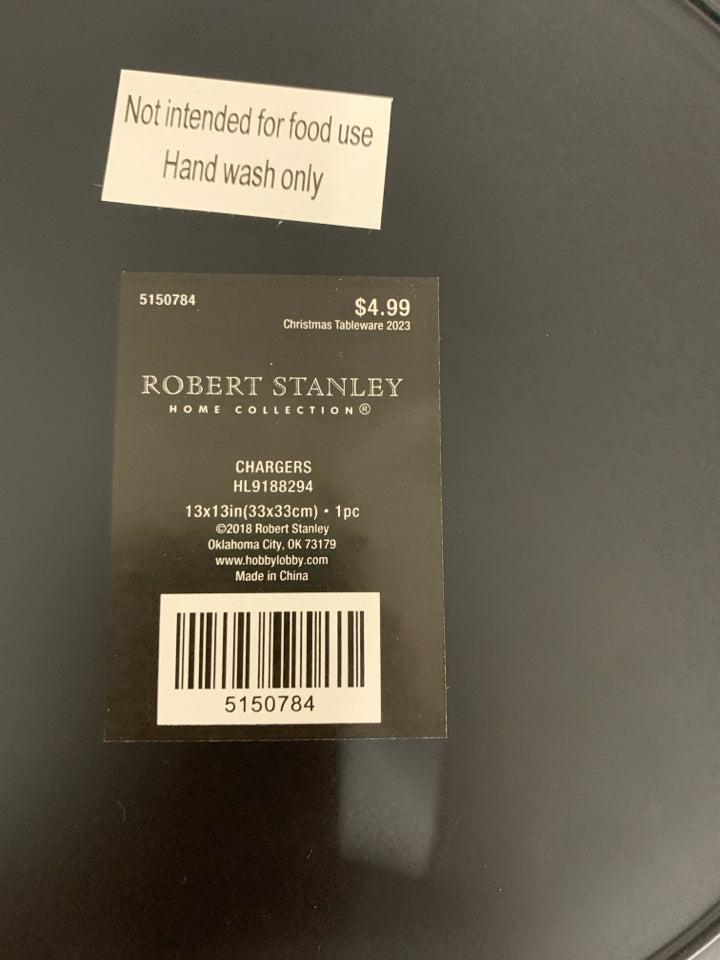 Not intended for food use
Hand wash only
5150784
$4.99
Christmas Tableware 2023
ROBERT STANLEY
HOME COLLECTION®
CHARGERS
HL9188294
13x13in(33x33cm) • 1pc
©2018 Robert Stanley
Oklahoma City, OK 73179
www.hobbylobby.com
Made in China
5150784